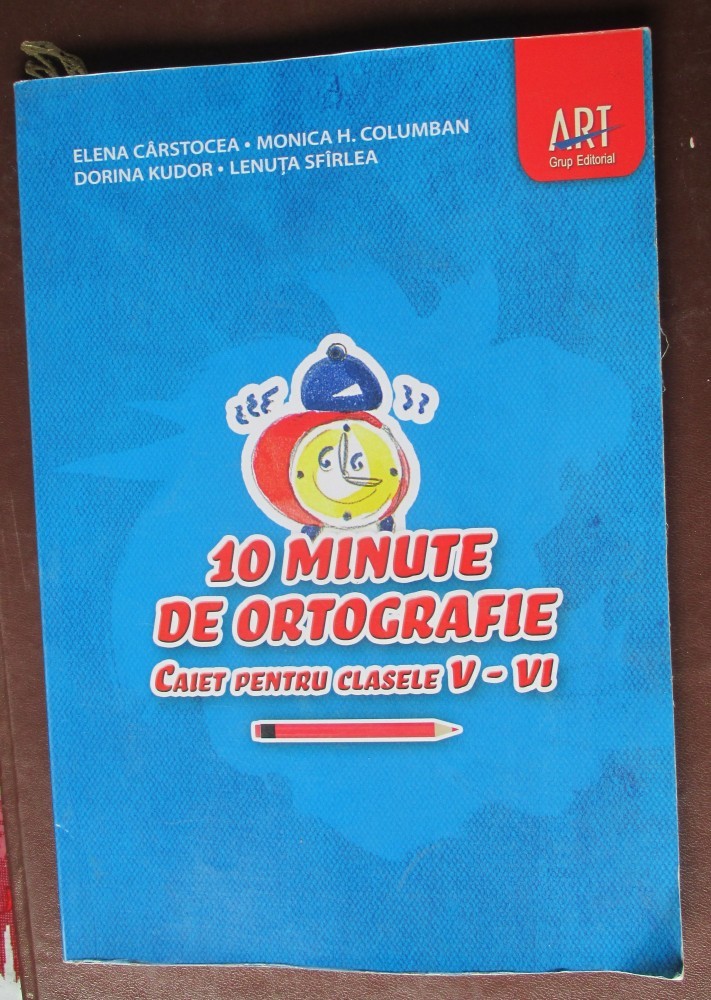 ELENA CÂRSTOCEA • MONICA H. COLUMBAN
DORINA KUDOR • LENUȚA SFÎRLEA
ART
Grup Editorial
10 MINUTE
DE ORTOGRAFIE
CAIET PENTRU CLASELE V - VI